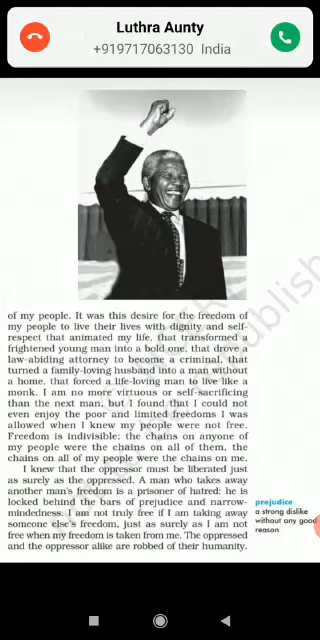 Luthra Aunty
+919717063130 India
of my people. It was this desire for the freedom of
my people to live their lives with dignity and self-
respect that animated my life, that transformed a
frightened young man into a bold one, that drove a
law-abiding attorney to become a criminal, that
turned a family-loving husband into a man without
a home, that forced a life-loving man to live like a
monk. I am no more virtuous or self-sacrificing
than the next man, but I found that I could not
even enjoy the poor and limited freedoms I was
allowed when I knew my people were not free.
Freedom is indivisible; the chains on anyone of
my people were the chains on all of them, the
chains on all of my people were the chains on me.
I knew that the oppressor must be liberated just
as surely as the oppressed. A man who takes away
another man's freedom is a prisoner of hatred; he is
locked behind the bars of prejudice and narrow-
mindedness. I am not truly free if I am taking away
someone else's freedom, just as surely as I am not
free when my freedom is taken from me. The oppressed
and the oppressor alike are robbed of their humanity.
prejudice
a strong dislike
without any good
reason
publish